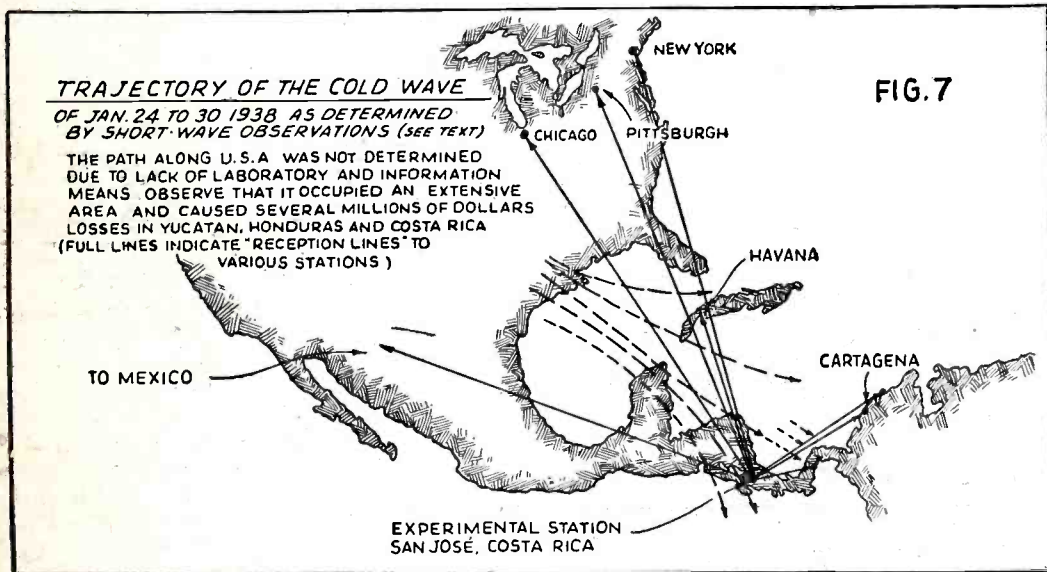 TRAJECTORY OF THE COLD WAVE
OF JAN. 24 TO 30 1938 AS DETERMINED
BY SHORT-WAVE OBSERVATIONS (SEE TEXT)
THE PATH ALONG U.S.A WAS NOT DETERMINED
DUE TO LACK OF LABORATORY AND INFORMATION
MEANS OBSERVE THAT IT OCCUPIED AN EXTENSIVE
AREA AND CAUSED SEVERAL MILLIONS OF DOLLARS
LOSSES IN YUCATAN, HONDURAS AND COSTA RICA
(FULL LINES INDICATE "RECEPTION LINES" TO
VARIOUS STATIONS)
FIG. 7
NEW YORK
CHICAGO
PITTSBURGH
HAVANA
CARTAGENA
TO MEXICO
EXPERIMENTAL STATION
SAN JOSÉ, COSTA RICA